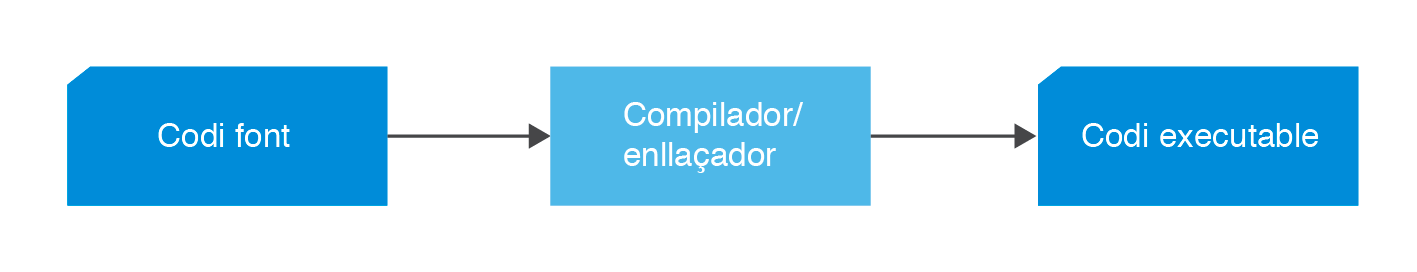 Codi font
Compilador/
enllaçador
Codi executable